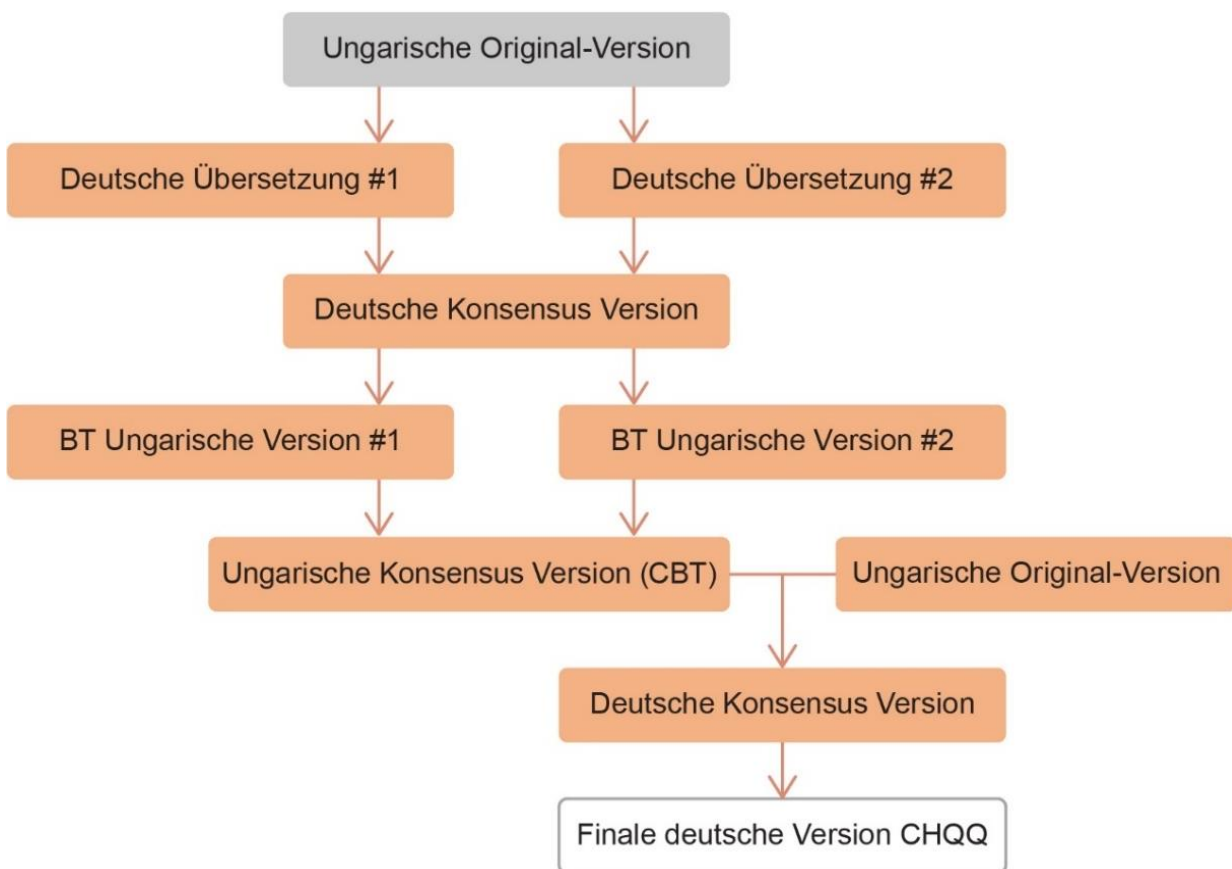 Ungarische Original-Version
Deutsche Übersetzung #1
Deutsche Übersetzung #2
Deutsche Konsensus Version
BT Ungarische Version #1
BT Ungarische Version #2
Ungarische Konsensus Version (CBT)
Ungarische Original-Version
Deutsche Konsensus Version
Finale deutsche Version CHQQ